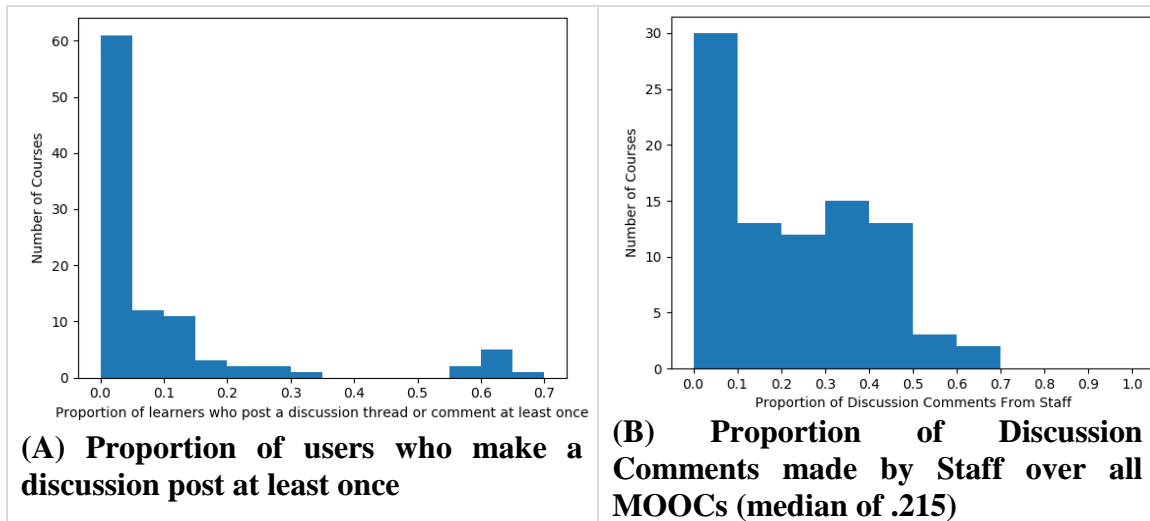 60
50
40
30
20
10
0
Number of Courses
0.0 0.1 0.2 0.3 0.4 0.5 0.6 0.7
Proportion of learners who post a discussion thread or comment at least once
(A) Proportion of users who make a
discussion post at least once
30
25
20
15
10
5
0
Number of Courses
0.0 0.1 0.2 0.3 0.4 0.5 0.6 0.7 0.8 0.9 1.0
Proportion of Discussion Comments From Staff
(B) Proportion of Discussion
Comments made by Staff over all
MOOCs (median of .215)